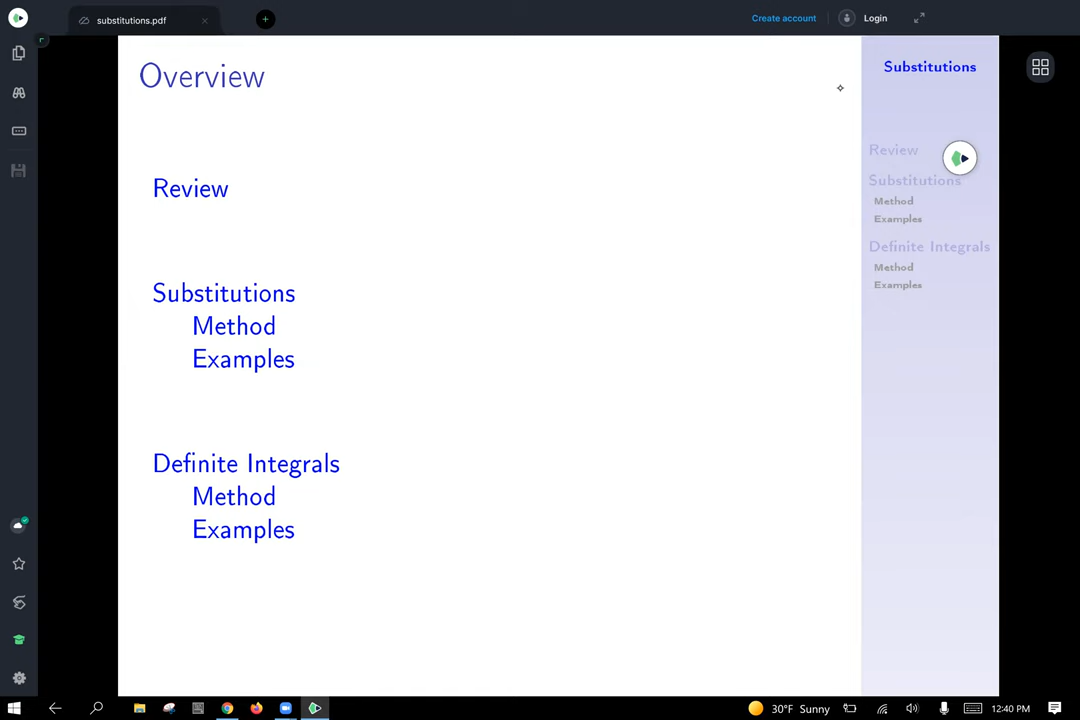 substitutions.pdf
Create account
Login
Overview
Review
Substitutions
Method
Examples
Definite Integrals
Method
Examples
Substitutions
Review
Substitutions
Method
Examples
Definite Integrals
Method
Examples
30°F Sunny
12:40 PM